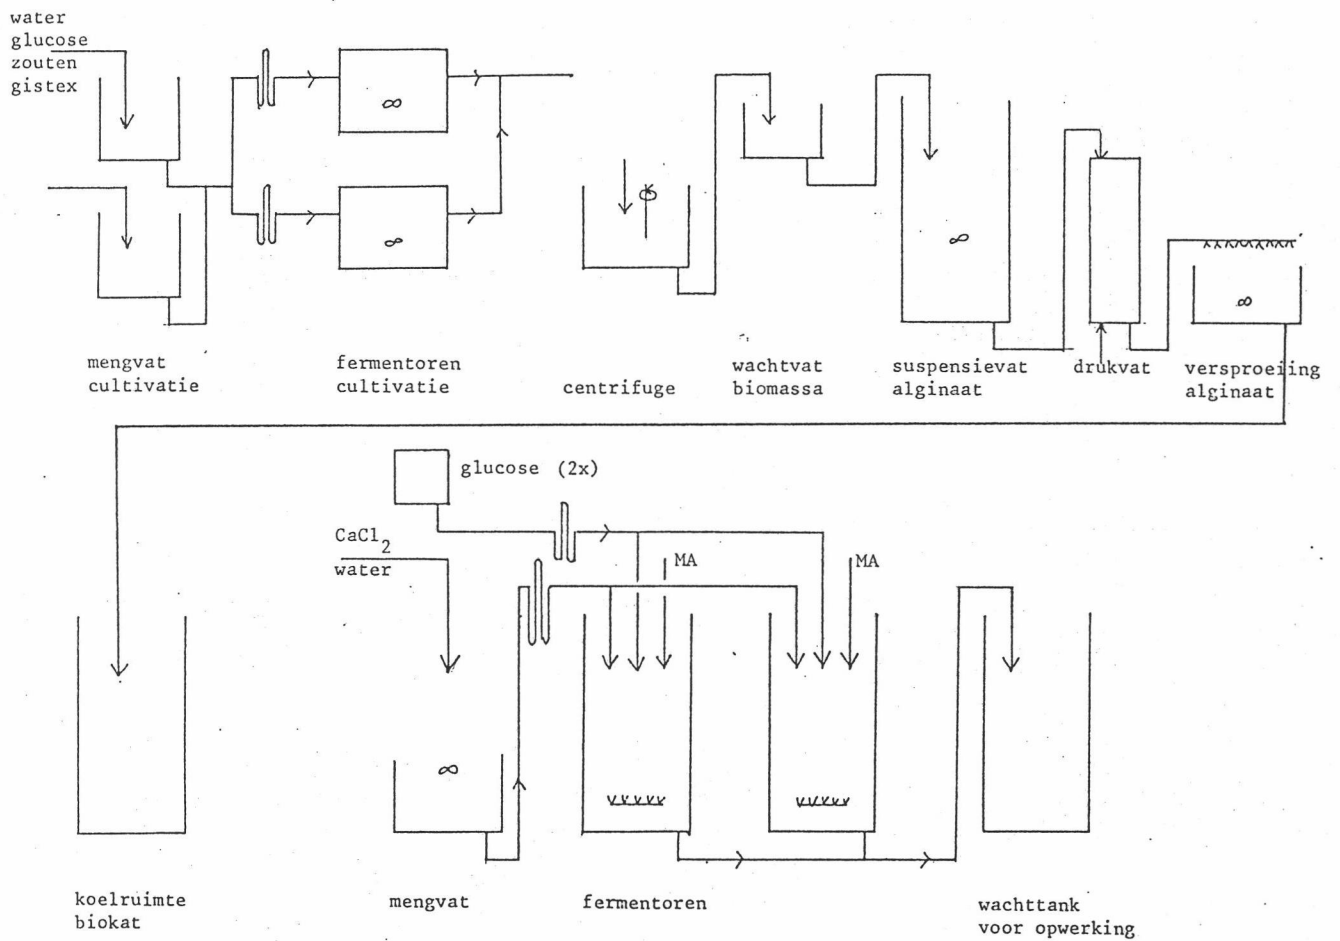 water
glucose
zouten
gistex
mengvat
cultivatie
fermentoren
cultivatie
centrifuge
wachtvat
biomassa
suspensievat
alginaat
drukvat
versproeiing
alginaat
glucose (2x)
CaCl2
water
MA
MA
koelruimte
biokat
mengvat
fermentoren
wachttank
voor opwerking